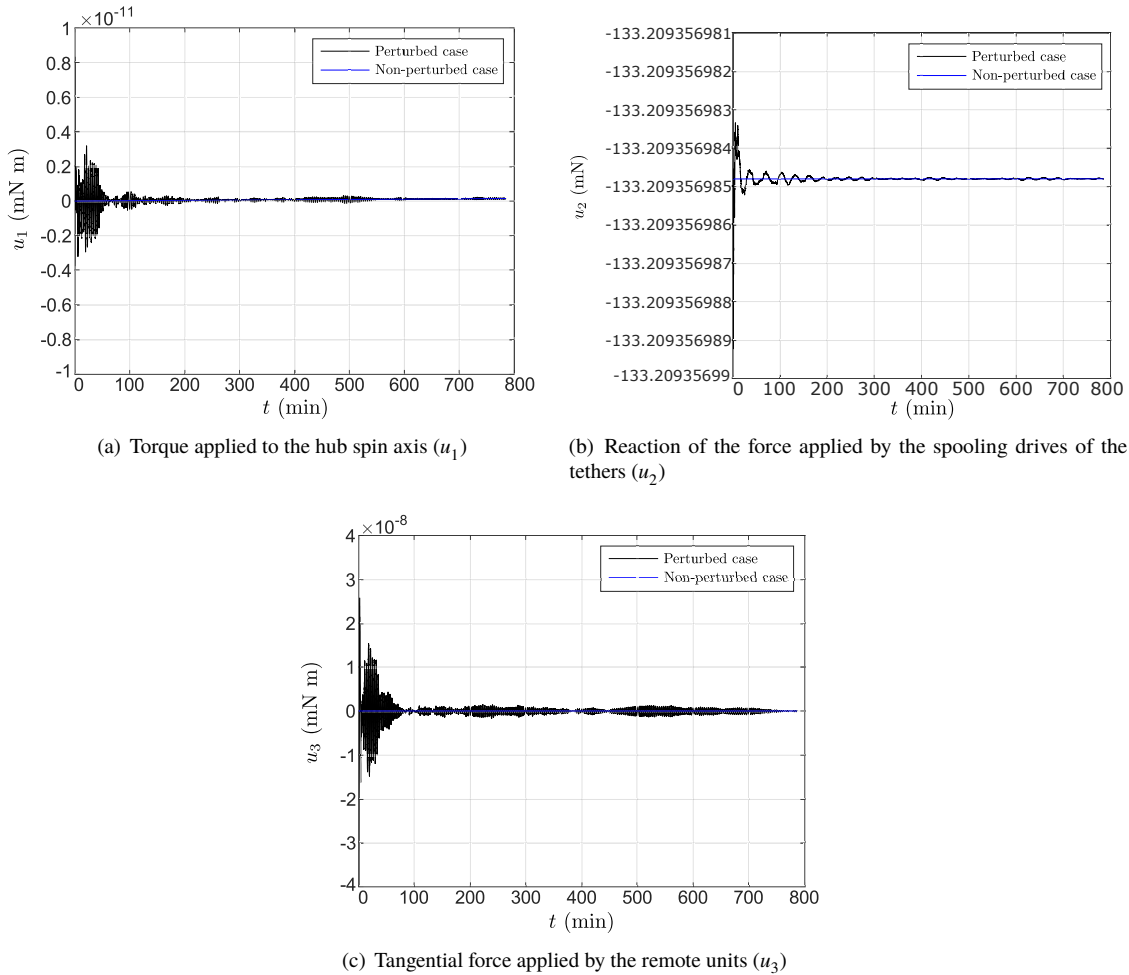 ×10^-11
1
0.8
0.6
0.4
0.2
0
-0.2
-0.4
-0.6
-0.8
-1
u_1 (mN m)
Perturbed case
Non-perturbed case
0 100 200 300 400 500 600 700 800
t (min)
(a) Torque applied to the hub spin axis (u_1)
-133.209356981
-133.209356982
-133.209356983
-133.209356984
-133.209356985
-133.209356986
-133.209356987
-133.209356988
-133.209356989
-133.20935699
u_2 (mN)
Perturbed case
Non-perturbed case
0 100 200 300 400 500 600 700 800
t (min)
(b) Reaction of the force applied by the spooling drives of the
tethers (u_2)
×10^-8
4
3
2
1
0
-1
-2
-3
-4
u_3 (mN m)
Perturbed case
Non-perturbed case
0 100 200 300 400 500 600 700 800
t (min)
(c) Tangential force applied by the remote units (u_3)